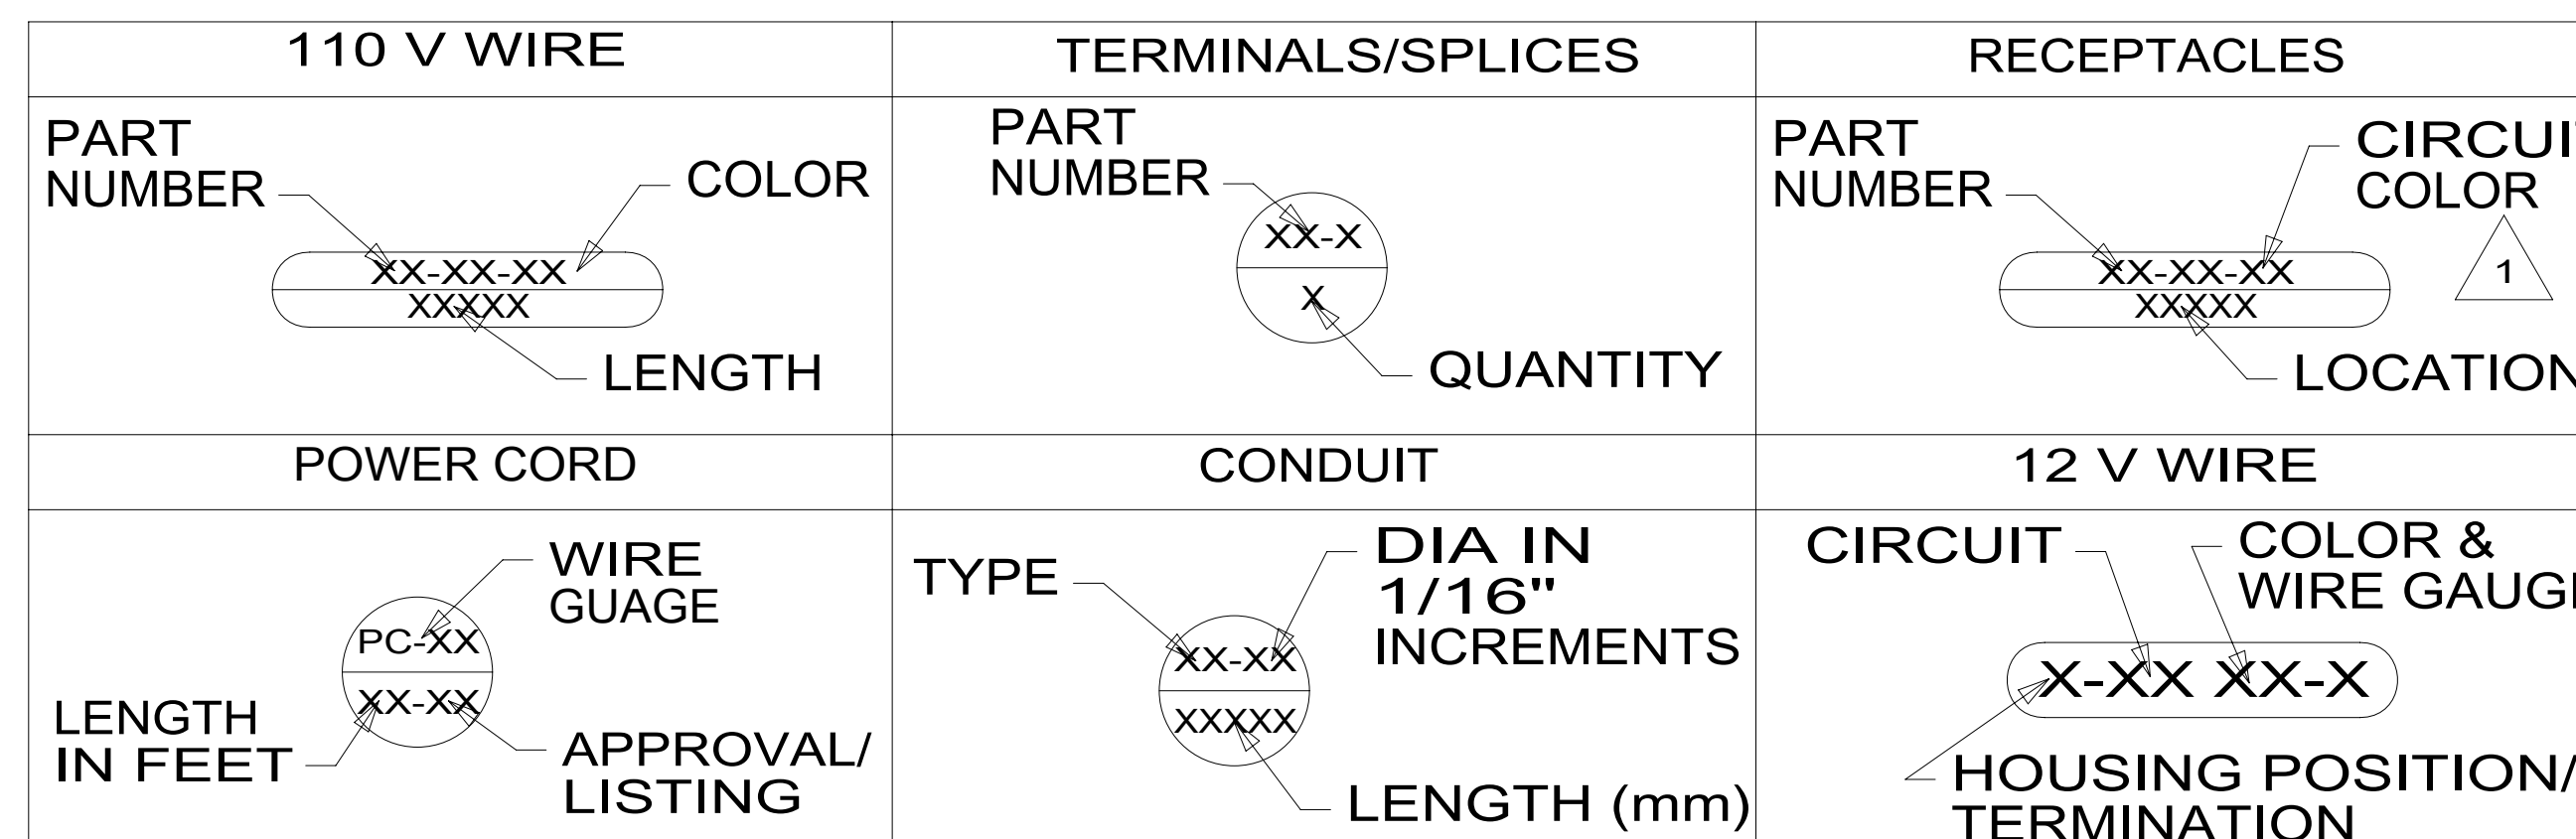 110 V WIRE
TERMINALS/SPLICES
RECEPTACLES
PART
NUMBER
COLOR
XX-XX-XX
XXXXX
LENGTH
PART
NUMBER
XX-X
X
QUANTITY
PART
NUMBER
CIRCUIT
COLOR
1
XX-XX-XX
XXXXX
LOCATION
POWER CORD
CONDUIT
12 V WIRE
WIRE
GUAGE
PC-XX
XX-XX
LENGTH
IN FEET
APPROVAL/
LISTING
TYPE
DIA IN
1/16"
INCREMENTS
XX-XX
XXXXX
LENGTH (mm)
CIRCUIT
COLOR &
WIRE GAUGE
X-XX XX-X
HOUSING POSITION/
TERMINATION